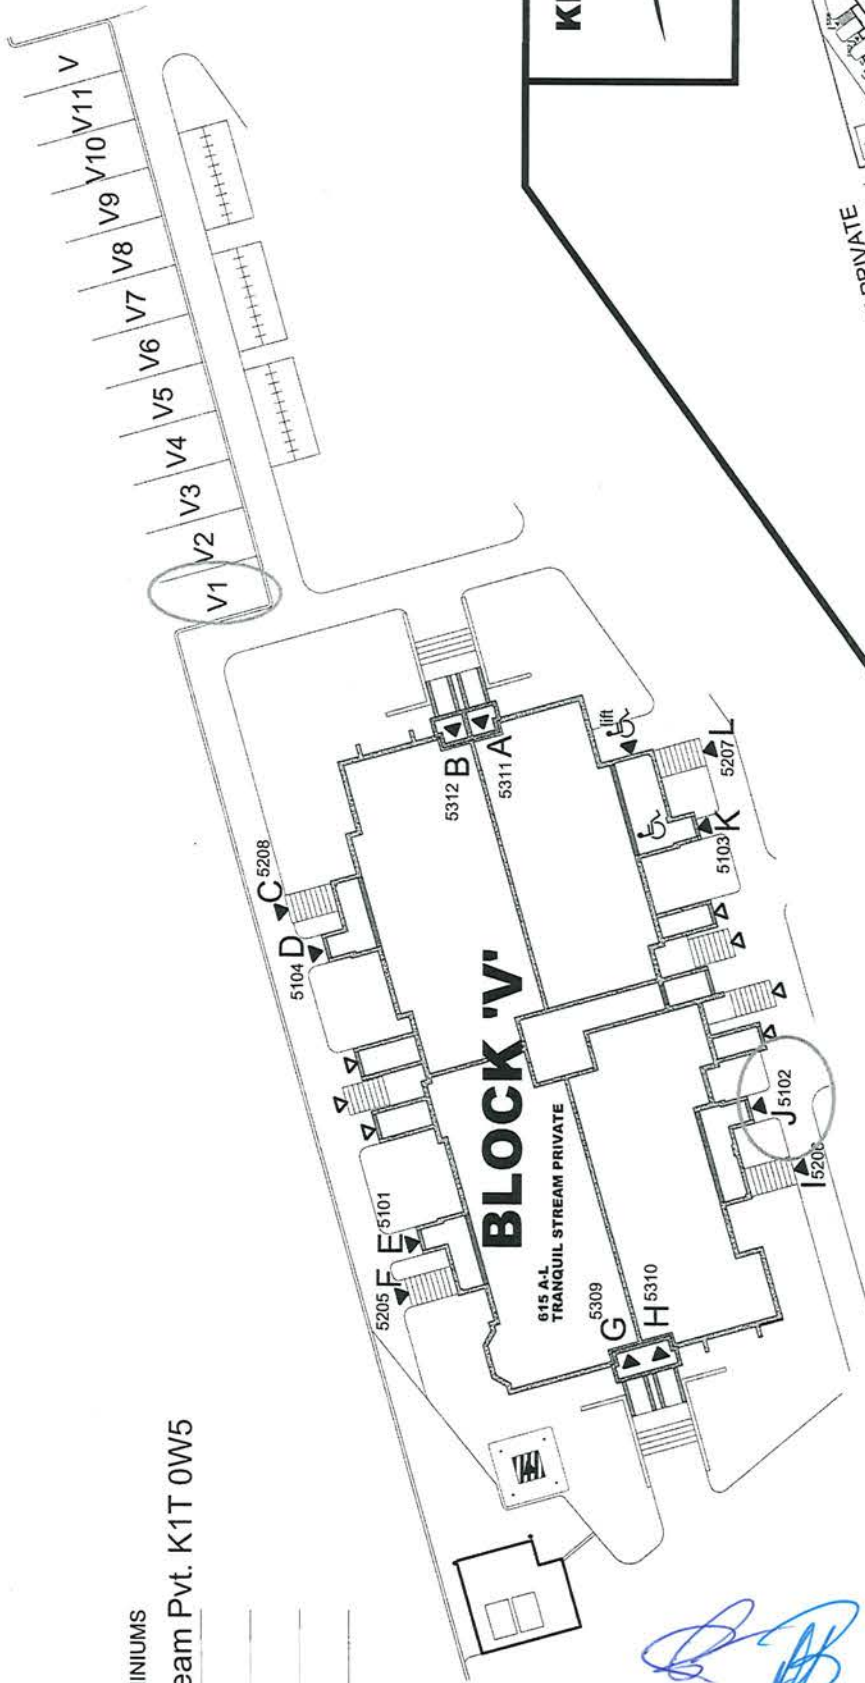 INIUMS
eam Pvt. K1T 0W5
V1
V2
V3
V4
V5
V6
V7
V8
V9
V10
V11
V
C 5208
5104 D
5312 B
5311 A
lift
5207 L
5103 K
BLOCK 'V'
615 A-L
TRANQUIL STREAM PRIVATE
E 5101
5205 F
5309
G
H 5310
J 5102
I 5206
PRIVATE